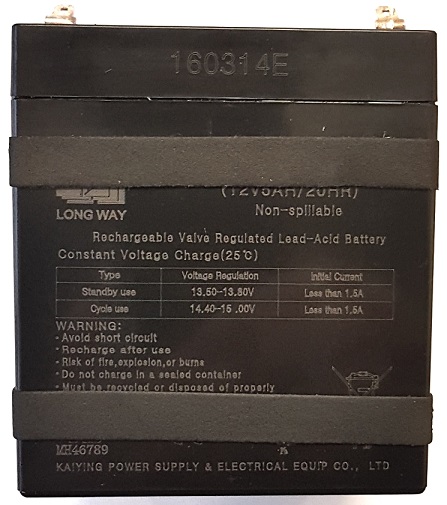 160314E
(12V5AH/20HR)
LONG WAY
Non-spillable
Rechargeable Valve Regulated Lead-Acid Battery
Constant Voltage Charge(25℃)
Type Voltage Regulation Initial Current
Standby use 13.50-13.80V Less than 1.5A
Cycle use 14.40-15.00V Less than 1.5A
WARNING:
- Avoid short circuit
- Recharge after use
- Risk of fire,explosion,or burns
- Do not charge in a sealed container
- Must be recycled or disposed of properly
MH46789
KAIYING POWER SUPPLY & ELECTRICAL EQUIP CO., LTD